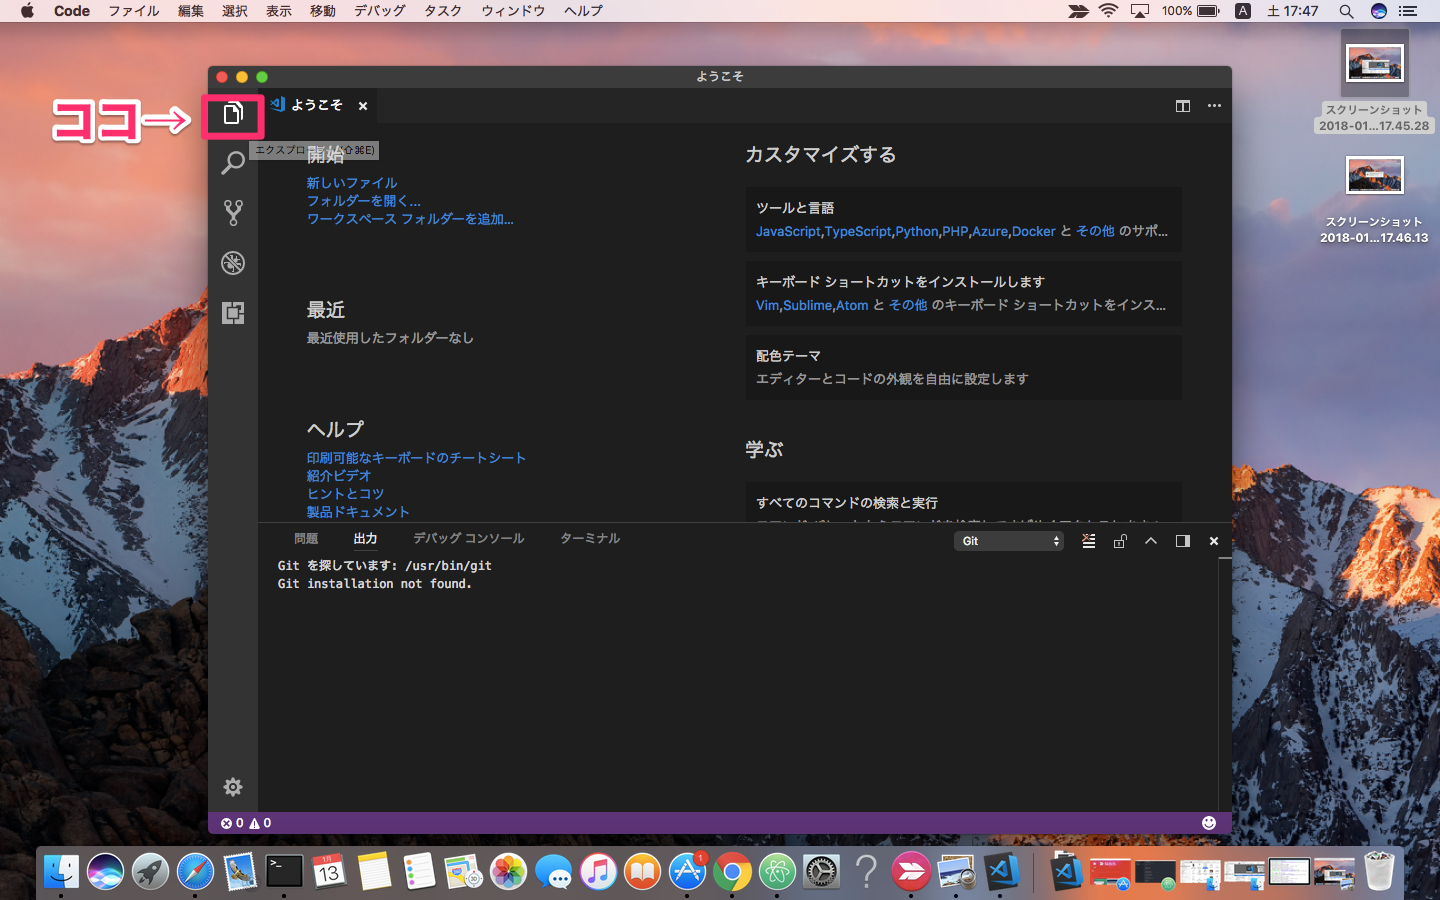 Code ファイル 編集 選択 表示 移動 デバッグ タスク ウィンドウ ヘルプ 100% A 土 17:47
ようこそ
ココ→
ようこそ
スクリーンショット
2018-01...17.45.28
スクリーンショット
2018-01...17.46.13
開始
新しいファイル
フォルダーを開く...
ワークスペース フォルダーを追加...
最近
最近使用したフォルダーなし
ヘルプ
印刷可能なキーボードのチートシート
紹介ビデオ
ヒントとコツ
製品ドキュメント
カスタマイズする
ツールと言語
JavaScript,TypeScript,Python,PHP,Azure,Docker と その他 のサポ...
キーボード ショートカットをインストールします
Vim,Sublime,Atom と その他 のキーボード ショートカットをインス...
配色テーマ
エディターとコードの外観を自由に設定します
学ぶ
すべてのコマンドの検索と実行
問題 出力 デバッグ コンソール ターミナル Git
Git を探しています: /usr/bin/git
Git installation not found.
0 0
1月
13
1